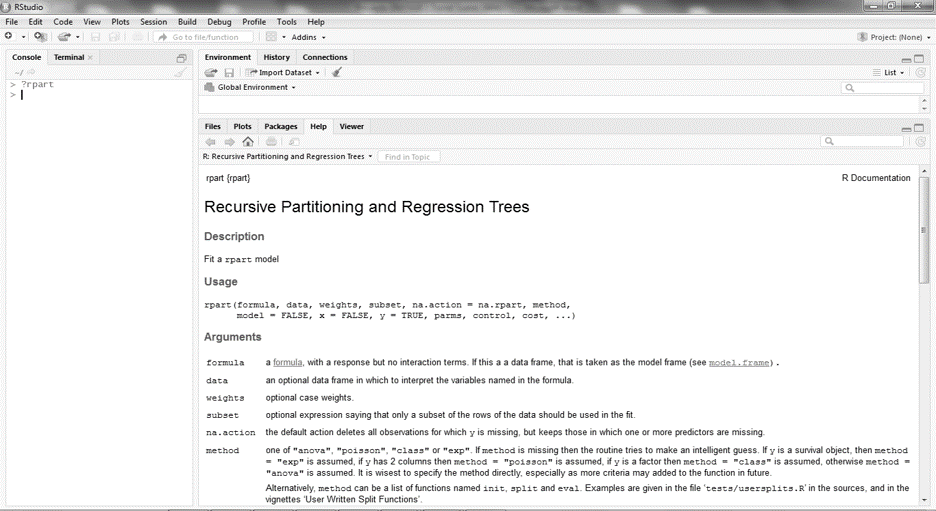 RStudio
File Edit Code View Plots Session Build Debug Profile Tools Help
Go to file/function Addins Project: (None)
Console Terminal
~/
> ?rpart
>
Environment History Connections
Import Dataset List
Global Environment
Files Plots Packages Help Viewer
R: Recursive Partitioning and Regression Trees Find in Topic
rpart {rpart} R Documentation
Recursive Partitioning and Regression Trees
Description
Fit a rpart model
Usage
rpart(formula, data, weights, subset, na.action = na.rpart, method,
model = FALSE, x = FALSE, y = TRUE, parms, control, cost, ...)
Arguments
formula a formula, with a response but no interaction terms. If this a a data frame, that is taken as the model frame (see model.frame).
data an optional data frame in which to interpret the variables named in the formula.
weights optional case weights.
subset optional expression saying that only a subset of the rows of the data should be used in the fit.
na.action the default action deletes all observations for which y is missing, but keeps those in which one or more predictors are missing.
method one of "anova", "poisson", "class" or "exp". If method is missing then the routine tries to make an intelligent guess. If y is a survival object, then method
= "exp" is assumed, if y has 2 columns then method = "poisson" is assumed, if y is a factor then method = "class" is assumed, otherwise method =
"anova" is assumed. It is wisest to specify the method directly, especially as more criteria may added to the function in future.
Alternatively, method can be a list of functions named init, split and eval. Examples are given in the file ‘tests/usersplits.R’ in the sources, and in the
vignettes ‘User Written Split Functions’.